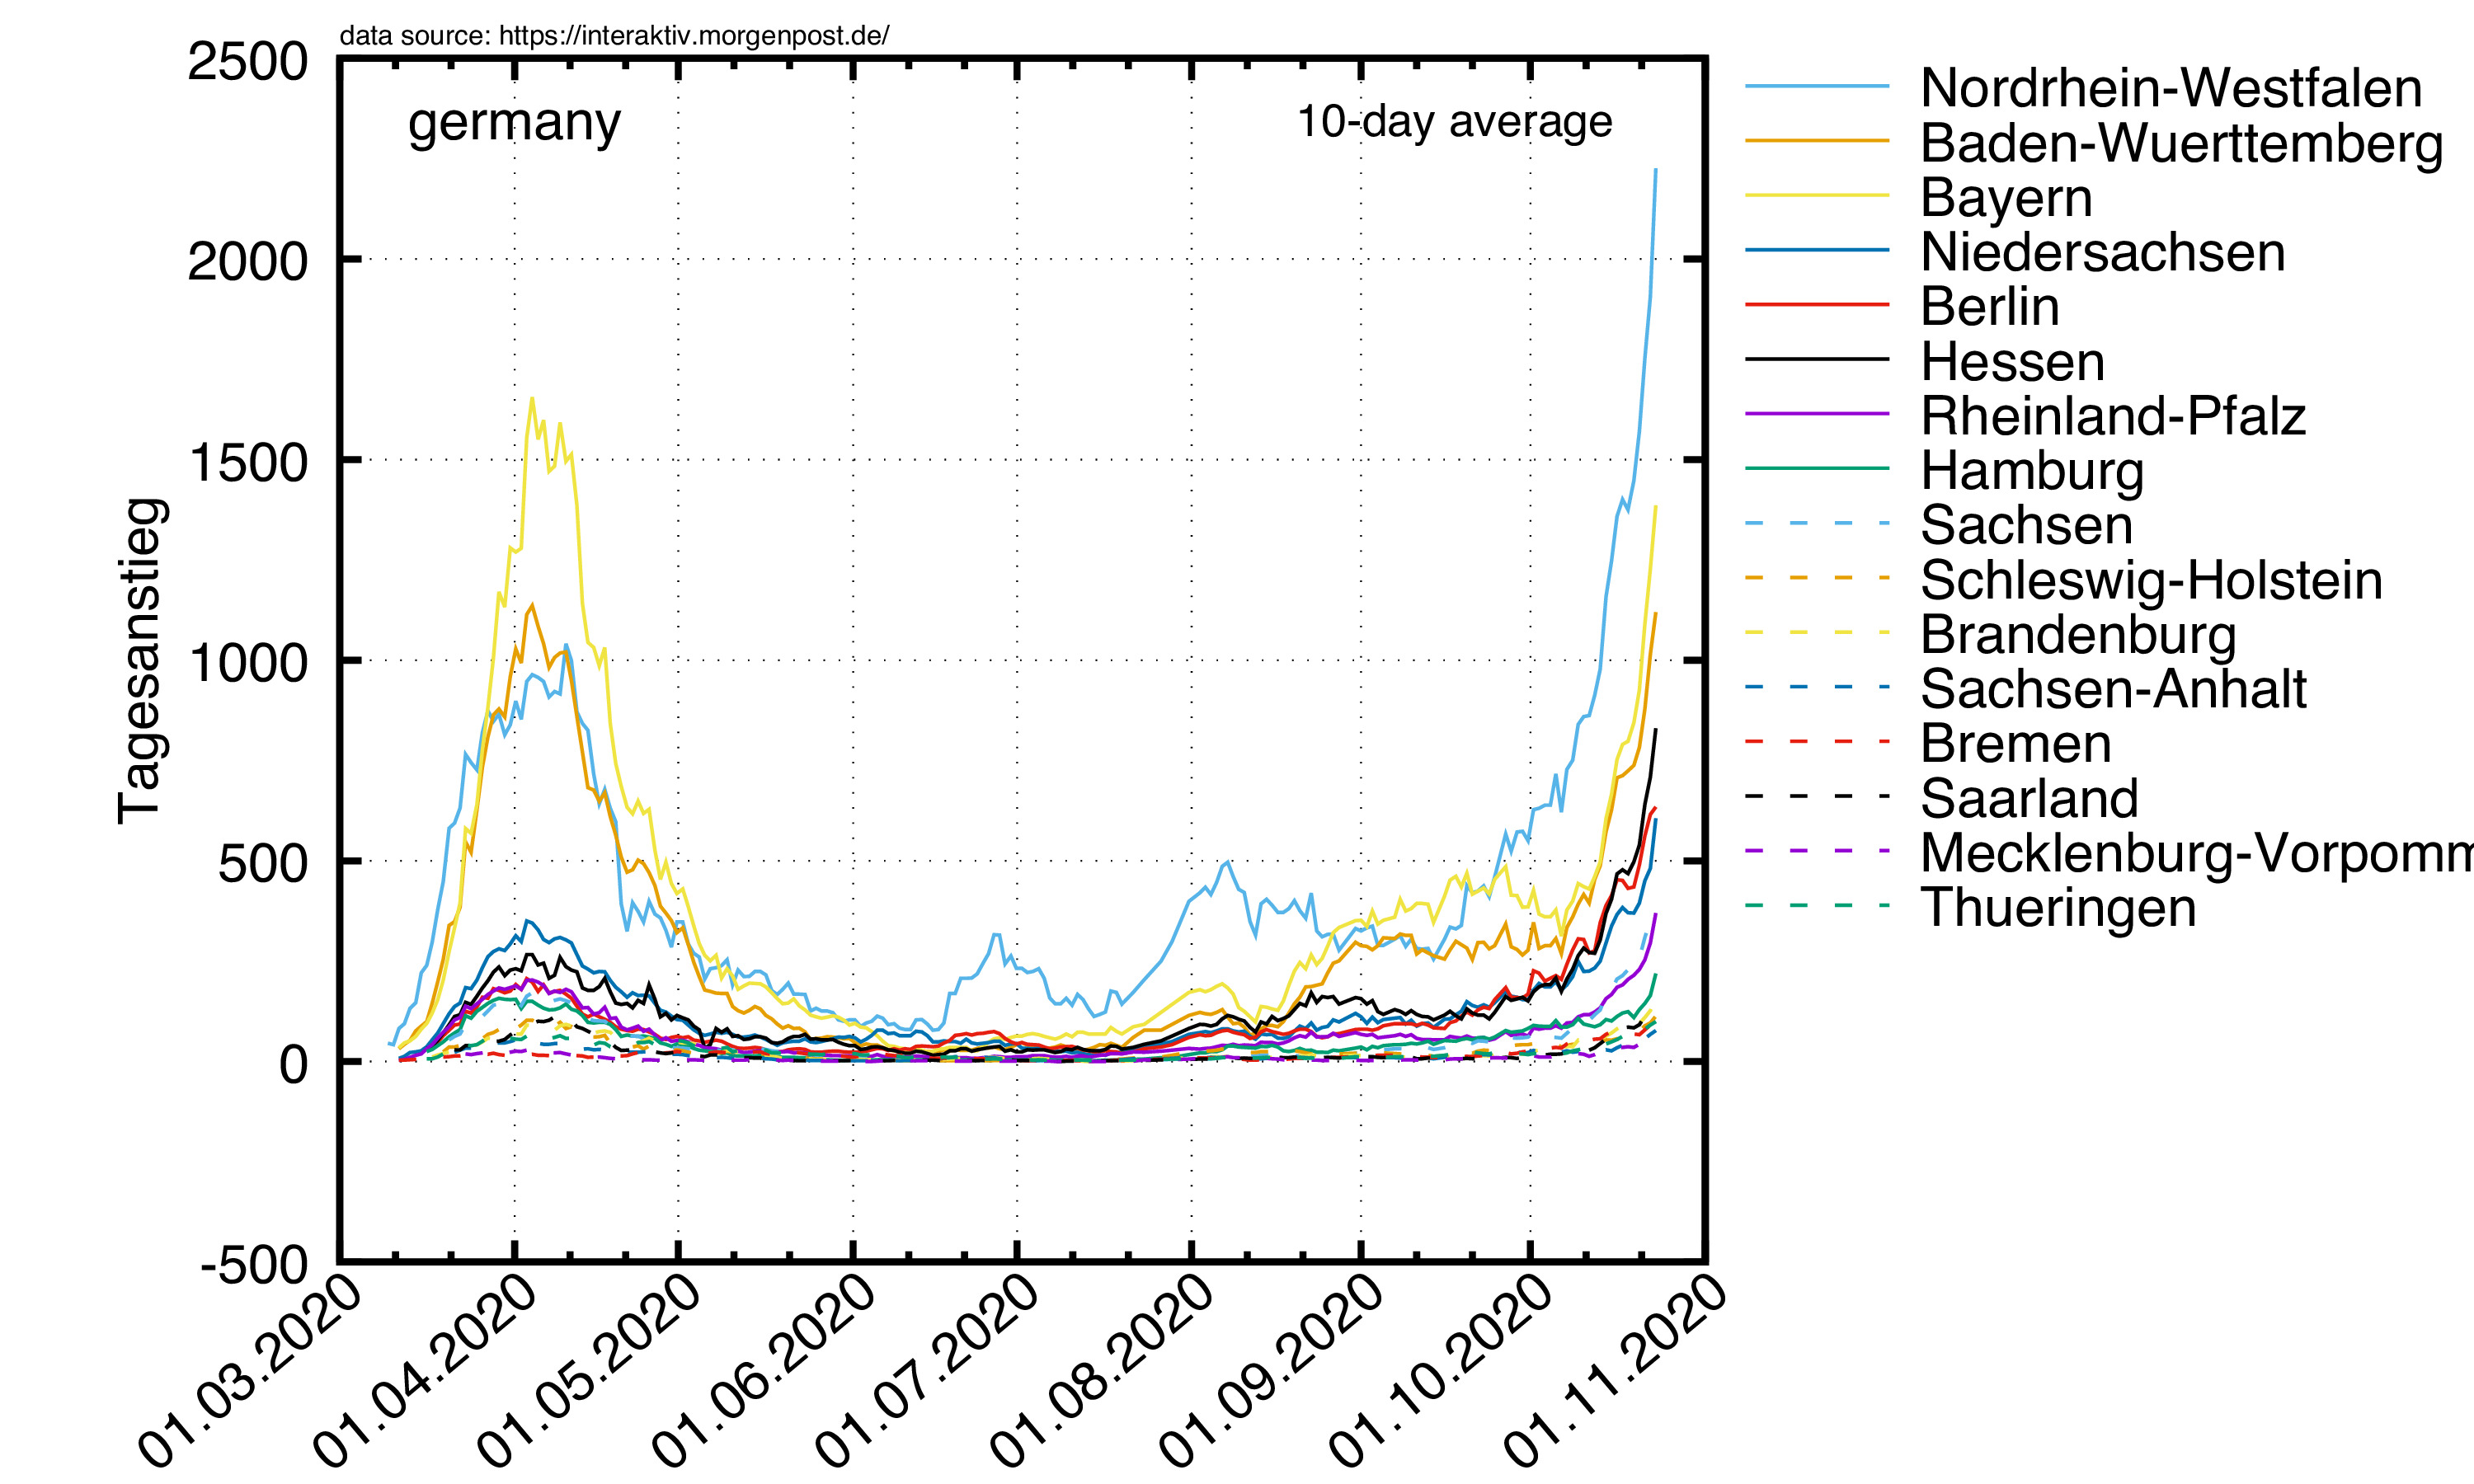 data source: https://interaktiv.morgenpost.de/
germany
10-day average
Tagesanstieg
2500
2000
1500
1000
500
0
-500
01.03.2020
01.04.2020
01.05.2020
01.06.2020
01.07.2020
01.08.2020
01.09.2020
01.10.2020
01.11.2020
Nordrhein-Westfalen
Baden-Wuerttemberg
Bayern
Niedersachsen
Berlin
Hessen
Rheinland-Pfalz
Hamburg
Sachsen
Schleswig-Holstein
Brandenburg
Sachsen-Anhalt
Bremen
Saarland
Mecklenburg-Vorpomm
Thueringen